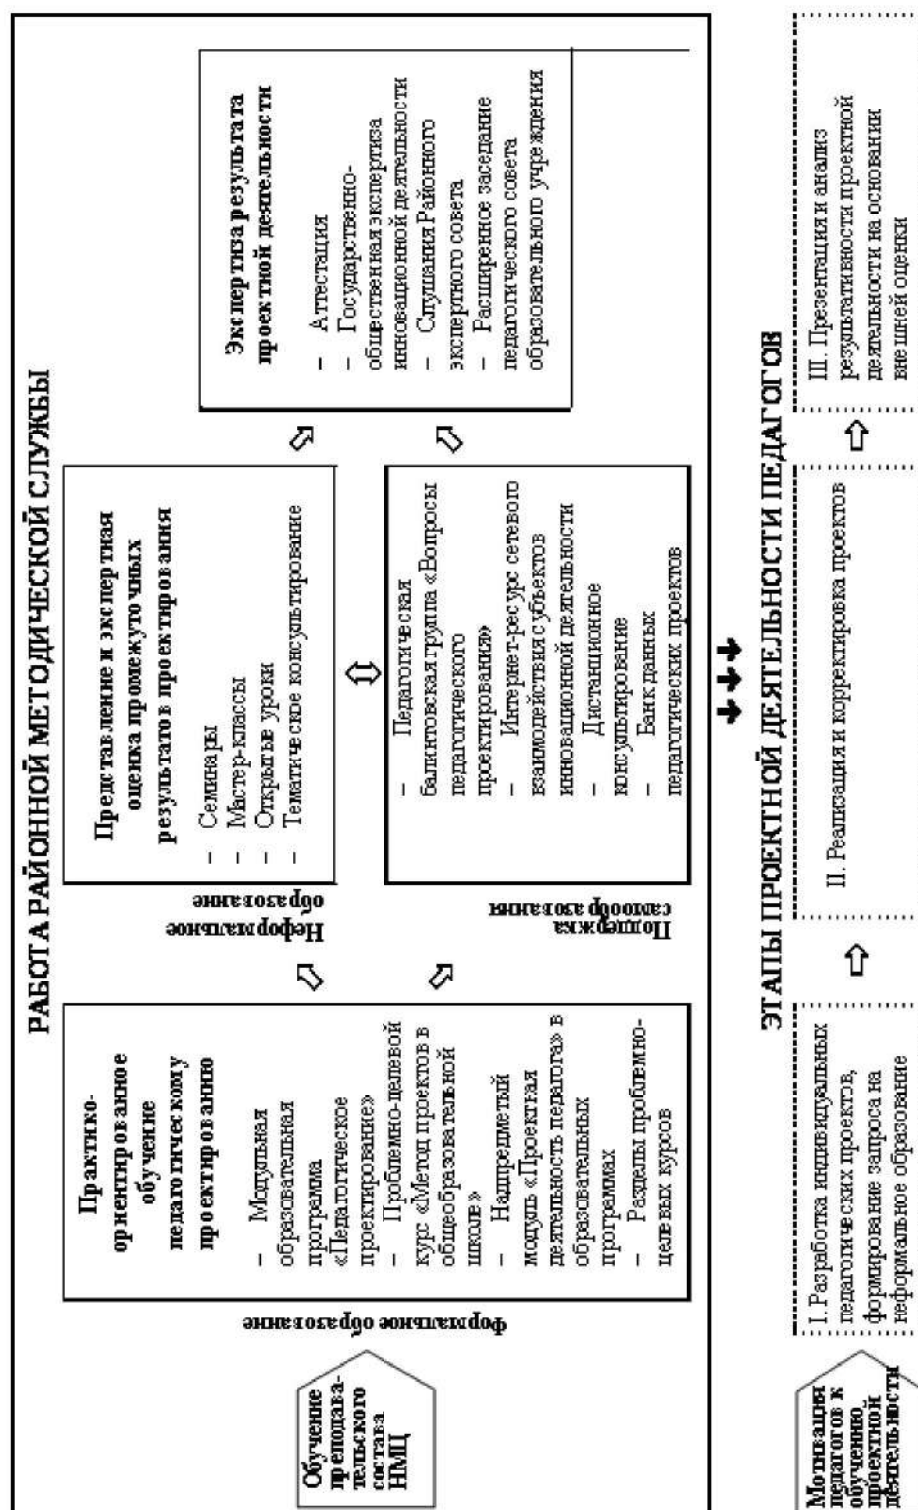 РАБОТА РАЙОННОЙ МЕТОДИЧЕСКОЙ СЛУЖБЫ
Обучение
преподава-
тельского
состава
НМЦ
Формальное образование
Практико-
ориентированное
обучение
педагогическому
проектированию
– Модульная
образовательная
программа
«Педагогическое
проектирование»
– Проблемно-целевой
курс «Метод проектов в
общеобразовательной
школе»
– Надпредметый
модуль «Проектная
деятельность педагога» в
образовательных
программах
– Разделы проблемно-
целевых курсов
Неформальное
образование
Представление и экспертная
оценка промежуточных
результатов проектирования
– Семинары
– Мастер-классы
– Открытые уроки
– Тематическое консультирование
Поддержка
самообразования
– Педагогическая
балинтовская группа «Вопросы
педагогического
проектирования»
– Интернет-ресурс сетевого
взаимодействия субъектов
инновационной деятельности
– Дистанционное
консультирование
– Банк данных
педагогических проектов
Экспертиза результата
проектной деятельности
– Аттестация
– Государственно-
общественная экспертиза
инновационной деятельности
– Слушания Районного
экспертного совета
– Расширенное заседание
педагогического совета
образовательного учреждения
ЭТАПЫ ПРОЕКТНОЙ ДЕЯТЕЛЬНОСТИ ПЕДАГОГОВ
Мотивация
педагогов к
обучению
проектной
деятельности
I. Разработка индивидуальных
педагогических проектов,
формирование запроса на
неформальное образование
II. Реализация и корректировка проектов
III. Презентация и анализ
результативности проектной
деятельности на основании
внешней оценки